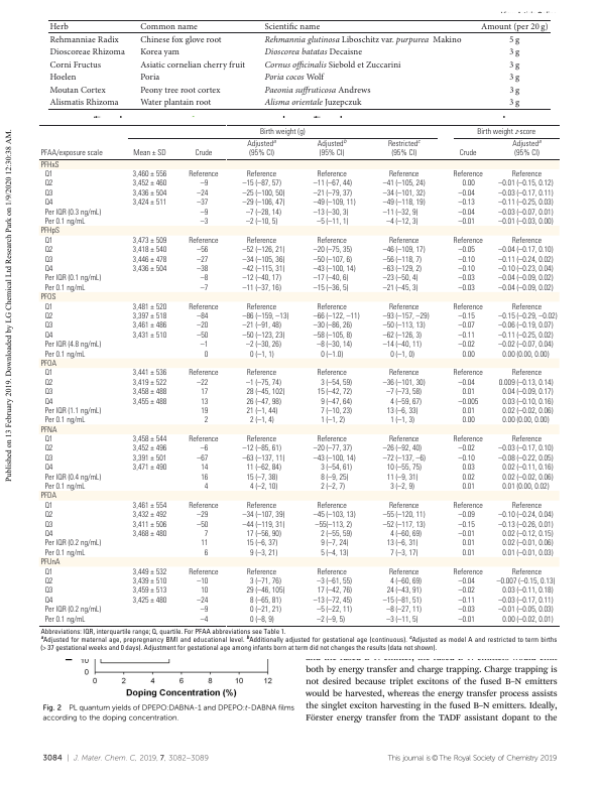 Herb Common name Scientific name Amount (per 20 g)
Rehmanniae Radix Chinese fox glove root Rehmannia glutinosa Liboschitz var. purpurea Makino 5 g
Dioscoreae Rhizoma Korea yam Dioscorea batatas Decaisne 3 g
Corni Fructus Asiatic cornelian cherry fruit Cornus officinalis Siebold et Zuccarini 3 g
Hoelen Poria Poria cocos Wolf 3 g
Moutan Cortex Peony tree root cortex Paeonia suffruticosa Andrews 3 g
Alismatis Rhizoma Water plantain root Alisma orientale Juzepczuk 3 g
Birth weight (g) Birth weight z-score
PFAA/exposure scale Mean ± SD Crude Adjusteda (95% CI) Adjustedb (95% CI) Restrictedc (95% CI) Crude Adjusteda (95% CI)
PFHxS
Q1 3,460 ± 556 Reference Reference Reference Reference Reference Reference
Q2 3,452 ± 460 −9 −15 (−87, 57) −11 (−67, 44) −41 (−105, 24) 0.00 −0.01 (−0.15, 0.12)
Q3 3,436 ± 504 −24 −25 (−100, 50) −21 (−79, 37) −34 (−101, 32) −0.04 −0.03 (−0.17, 0.11)
Q4 3,424 ± 511 −37 −29 (−106, 47) −49 (−109, 11) −49 (−118, 19) −0.13 −0.11 (−0.25, 0.03)
Per IQR (0.3 ng/mL) −9 −7 (−28, 14) −13 (−30, 3) −11 (−32, 9) −0.04 −0.03 (−0.07, 0.01)
Per 0.1 ng/mL −3 −2 (−10, 5) −5 (−11, 1) −4 (−12, 3) −0.01 −0.01 (−0.03, 0.00)
PFHpS
Q1 3,473 ± 509 Reference Reference Reference Reference Reference Reference
Q2 3,418 ± 540 −56 −52 (−126, 21) −20 (−75, 35) −46 (−109, 17) −0.05 −0.04 (−0.17, 0.10)
Q3 3,446 ± 478 −27 −34 (−105, 36) −50 (−107, 6) −56 (−118, 7) −0.10 −0.11 (−0.24, 0.02)
Q4 3,436 ± 504 −38 −42 (−115, 31) −43 (−100, 14) −63 (−129, 2) −0.10 −0.10 (−0.23, 0.04)
Per IQR (0.1 ng/mL) −8 −12 (−40, 17) −17 (−40, 6) −23 (−50, 4) −0.03 −0.04 (−0.09, 0.02)
Per 0.1 ng/mL −7 −11 (−37, 16) −15 (−36, 5) −21 (−45, 3) −0.03 −0.04 (−0.09, 0.02)
PFOS
Q1 3,481 ± 520 Reference Reference Reference Reference Reference Reference
Q2 3,397 ± 518 −84 −86 (−159, −13) −66 (−122, −11) −93 (−157, −29) −0.15 −0.15 (−0.29, −0.02)
Q3 3,461 ± 486 −20 −21 (−91, 48) −30 (−86, 26) −50 (−113, 13) −0.07 −0.06 (−0.19, 0.07)
Q4 3,431 ± 510 −50 −50 (−123, 23) −58 (−105, 8) −62 (−126, 3) −0.11 −0.11 (−0.25, 0.02)
Per IQR (4.8 ng/mL) −1 −2 (−30, 26) −8 (−30, 14) −14 (−40, 11) −0.02 −0.02 (−0.07, 0.04)
Per 0.1 ng/mL 0 0 (−1, 1) 0 (−1.0) 0 (−1, 0) 0.00 0.00 (0.00, 0.00)
PFOA
Q1 3,441 ± 536 Reference Reference Reference Reference Reference Reference
Q2 3,419 ± 522 −22 −1 (−75, 74) 3 (−54, 59) −36 (−101, 30) −0.04 0.009 (−0.13, 0.14)
Q3 3,458 ± 488 17 28 (−45, 102) 15 (−42, 72) −7 (−73, 58) 0.01 0.04 (−0.09, 0.17)
Q4 3,455 ± 488 13 26 (−47, 98) 9 (−47, 64) 4 (−59, 67) −0.005 0.03 (−0.10, 0.16)
Per IQR (1.1 ng/mL) 19 21 (−1, 44) 7 (−10, 23) 13 (−6, 33) 0.01 0.02 (−0.02, 0.06)
Per 0.1 ng/mL 2 2 (−1, 4) 1 (−1, 2) 1 (−1, 3) 0.00 0.00 (0.00, 0.00)
PFNA
Q1 3,458 ± 544 Reference Reference Reference Reference Reference Reference
Q2 3,452 ± 496 −6 −12 (−85, 61) −20 (−77, 37) −26 (−92, 40) −0.02 −0.03 (−0.17, 0.10)
Q3 3,391 ± 501 −67 −63 (−137, 11) −43 (−100, 14) −72 (−137, −6) −0.10 −0.08 (−0.22, 0.05)
Q4 3,471 ± 490 14 11 (−62, 84) 3 (−54, 61) 10 (−55, 75) 0.03 0.02 (−0.11, 0.16)
Per IQR (0.4 ng/mL) 16 15 (−7, 38) 8 (−9, 25) 11 (−9, 31) 0.02 0.02 (−0.02, 0.06)
Per 0.1 ng/mL 4 4 (−2, 10) 2 (−2, 7) 3 (−2, 9) 0.01 0.01 (0.00, 0.02)
PFDA
Q1 3,461 ± 554 Reference Reference Reference Reference Reference Reference
Q2 3,432 ± 492 −29 −34 (−107, 39) −45 (−103, 13) −55 (−120, 11) −0.09 −0.10 (−0.24, 0.04)
Q3 3,411 ± 506 −50 −44 (−119, 31) −55(−113, 2) −52 (−117, 13) −0.15 −0.13 (−0.26, 0.01)
Q4 3,468 ± 480 7 17 (−56, 90) 2 (−55, 59) 4 (−60, 69) −0.01 0.02 (−0.12, 0.15)
Per IQR (0.2 ng/mL) 11 15 (−6, 37) 9 (−7, 24) 13 (−6, 31) 0.01 0.02 (−0.01, 0.06)
Per 0.1 ng/mL 6 9 (−3, 21) 5 (−4, 13) 7 (−3, 17) 0.01 0.01 (−0.01, 0.03)
PFUnA
Q1 3,449 ± 532 Reference Reference Reference Reference Reference Reference
Q2 3,439 ± 510 −10 3 (−71, 76) −3 (−61, 55) 4 (−60, 69) −0.04 −0.007 (−0.15, 0.13)
Q3 3,459 ± 513 10 29 (−46, 105) 17 (−42, 76) 24 (−43, 91) −0.02 0.03 (−0.11, 0.18)
Q4 3,425 ± 480 −24 8 (−65, 81) −13 (−72, 45) −15 (−81, 51) −0.11 −0.03 (−0.17, 0.11)
Per IQR (0.2 ng/mL) −9 0 (−21, 21) −5 (−22, 11) −8 (−27, 11) −0.03 −0.01 (−0.05, 0.03)
Per 0.1 ng/mL −4 0 (−8, 9) −2 (−9, 5) −3 (−11, 5) −0.01 0.00 (−0.02, 0.01)
Abbreviations: IQR, interquartile range; Q, quartile. For PFAA abbreviations see Table 1.
aAdjusted for maternal age, prepregnancy BMI and educational level. bAdditionally adjusted for gestational age (continuous). cAdjusted as model A and restricted to term births
(> 37 gestational weeks and 0 days). Adjustment for gestational age among infants born at term did not changes the results (data not shown).
10
0
0 2 4 6 8 10 12
Doping Concentration (%)
Fig. 2 PL quantum yields of DPEPO:DABNA-1 and DPEPO:t-DABNA films
according to the doping concentration.
both by energy transfer and charge trapping. Charge trapping is
not desired because triplet excitons of the fused B–N emitters
would be harvested, whereas the energy transfer process assists
the singlet exciton harvesting in the fused B–N emitters. Ideally,
Förster energy transfer from the TADF assistant dopant to the
3084 | J. Mater. Chem. C, 2019, 7, 3082–3089
This journal is © The Royal Society of Chemistry 2019
Published on 13 February 2019. Downloaded by LG Chemical Ltd Research Park on 1/9/2020 12:30:38 AM.